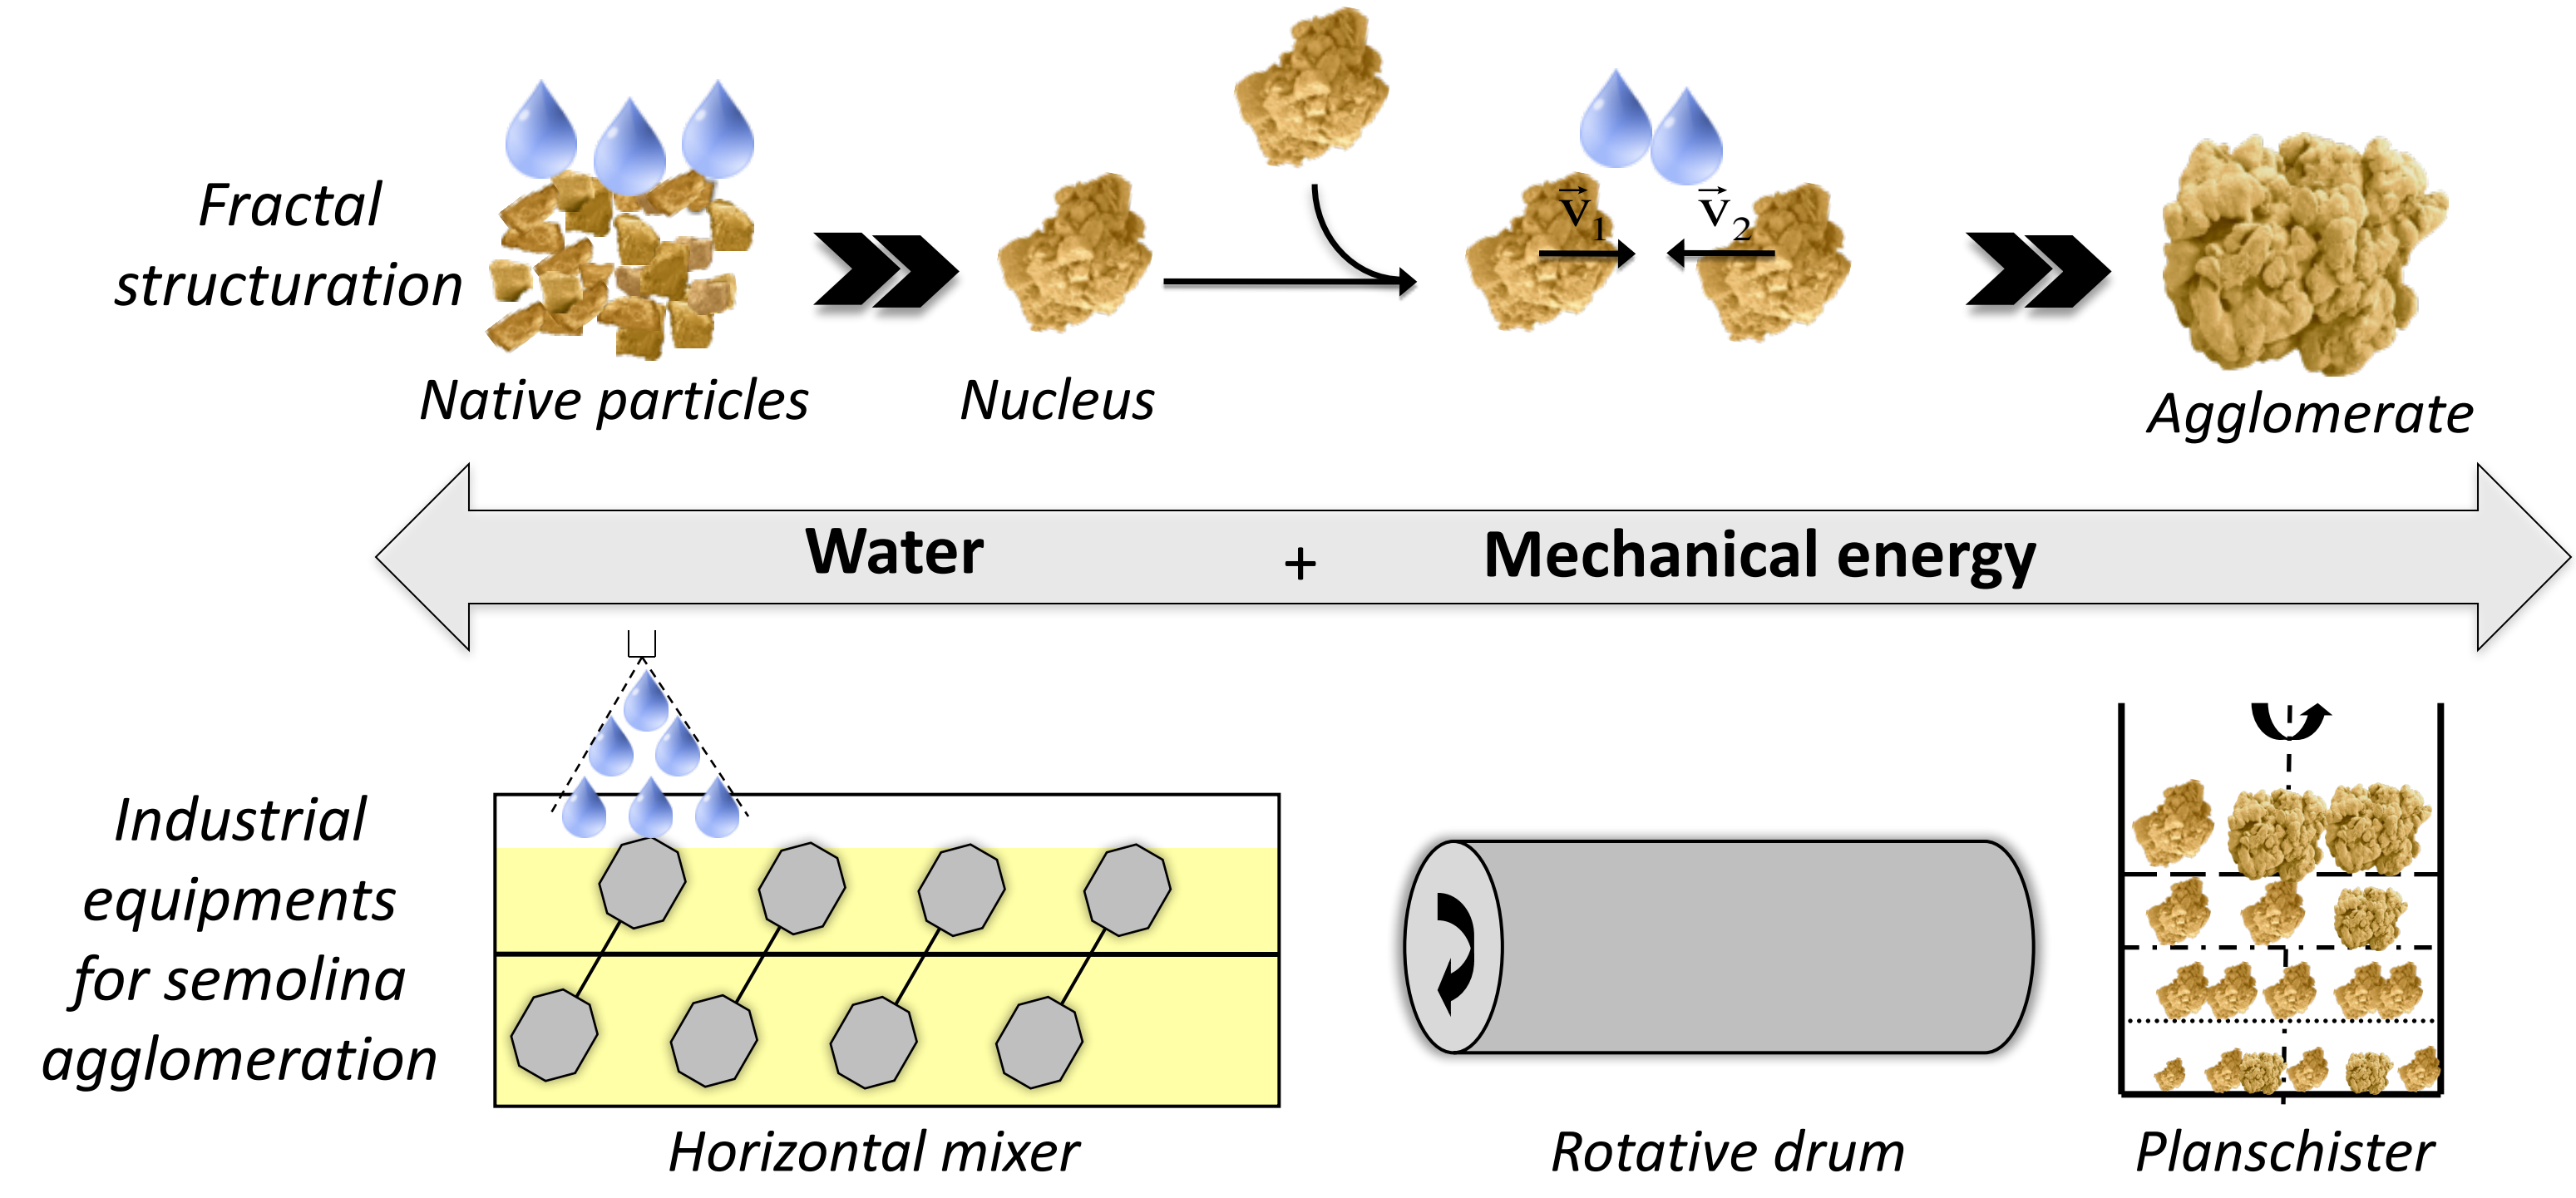 Fractal
structuration
v1
v2
Native particles
Nucleus
Agglomerate
Water + Mechanical energy
Industrial
equipments
for semolina
agglomeration
Horizontal mixer
Rotative drum
Planschister